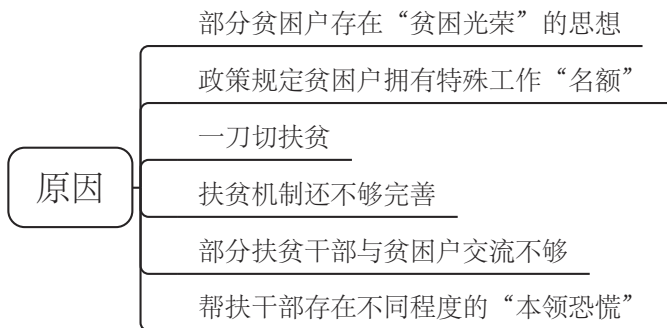 部分贫困户存在“贫困光荣”的思想
政策规定贫困户拥有特殊工作“名额”
一刀切扶贫
原因
扶贫机制还不够完善
部分扶贫干部与贫困户交流不够
帮扶干部存在不同程度的“本领恐慌”